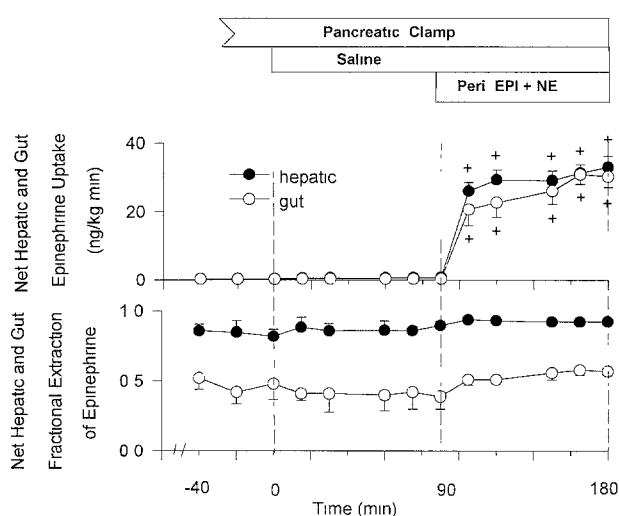 Pancreatic Clamp
Saline
Peri EPI + NE
Net Hepatic and Gut
Epinephrine Uptake
(ng/kg min)
40
20
0
hepatic
gut
+ + + + +
+ + + + +
Net Hepatic and Gut
Fractional Extraction
of Epinephrine
1 0
0 5
0 0
-40 0 90 180
Time (min)